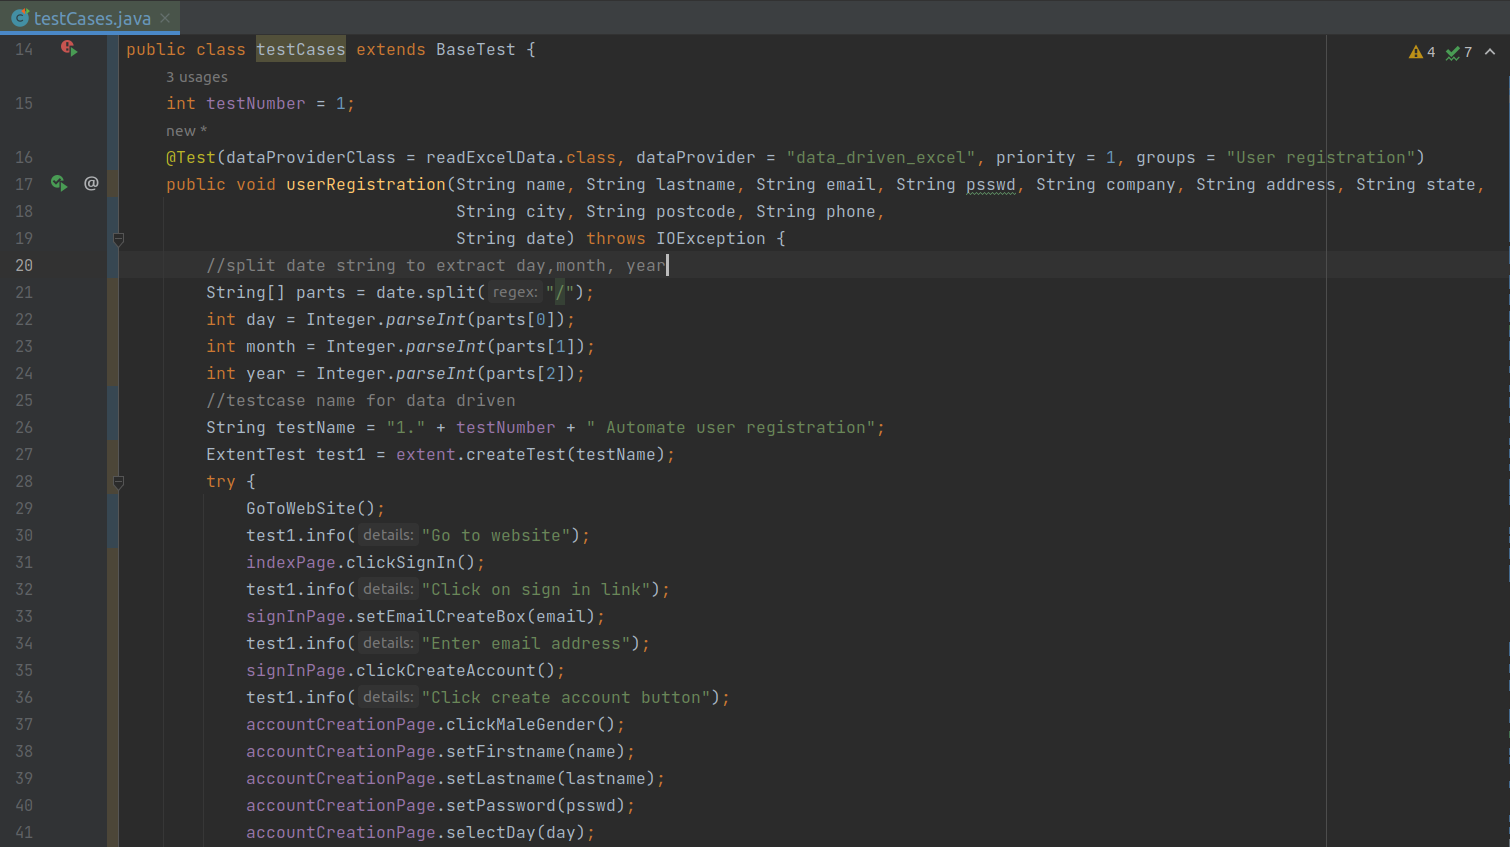 testCases.java
4 7
14 public class testCases extends BaseTest {
3 usages
15 int testNumber = 1;
new *
16 @Test(dataProviderClass = readExcelData.class, dataProvider = "data_driven_excel", priority = 1, groups = "User registration")
17 @ public void userRegistration(String name, String lastname, String email, String psswd, String company, String address, String state,
18 String city, String postcode, String phone,
19 String date) throws IOException {
20 //split date string to extract day,month, year
21 String[] parts = date.split( regex: "/");
22 int day = Integer.parseInt(parts[0]);
23 int month = Integer.parseInt(parts[1]);
24 int year = Integer.parseInt(parts[2]);
25 //testcase name for data driven
26 String testName = "1." + testNumber + " Automate user registration";
27 ExtentTest test1 = extent.createTest(testName);
28 try {
29 GoToWebSite();
30 test1.info( details: "Go to website");
31 indexPage.clickSignIn();
32 test1.info( details: "Click on sign in link");
33 signInPage.setEmailCreateBox(email);
34 test1.info( details: "Enter email address");
35 signInPage.clickCreateAccount();
36 test1.info( details: "Click create account button");
37 accountCreationPage.clickMaleGender();
38 accountCreationPage.setFirstname(name);
39 accountCreationPage.setLastname(lastname);
40 accountCreationPage.setPassword(psswd);
41 accountCreationPage.selectDay(day);